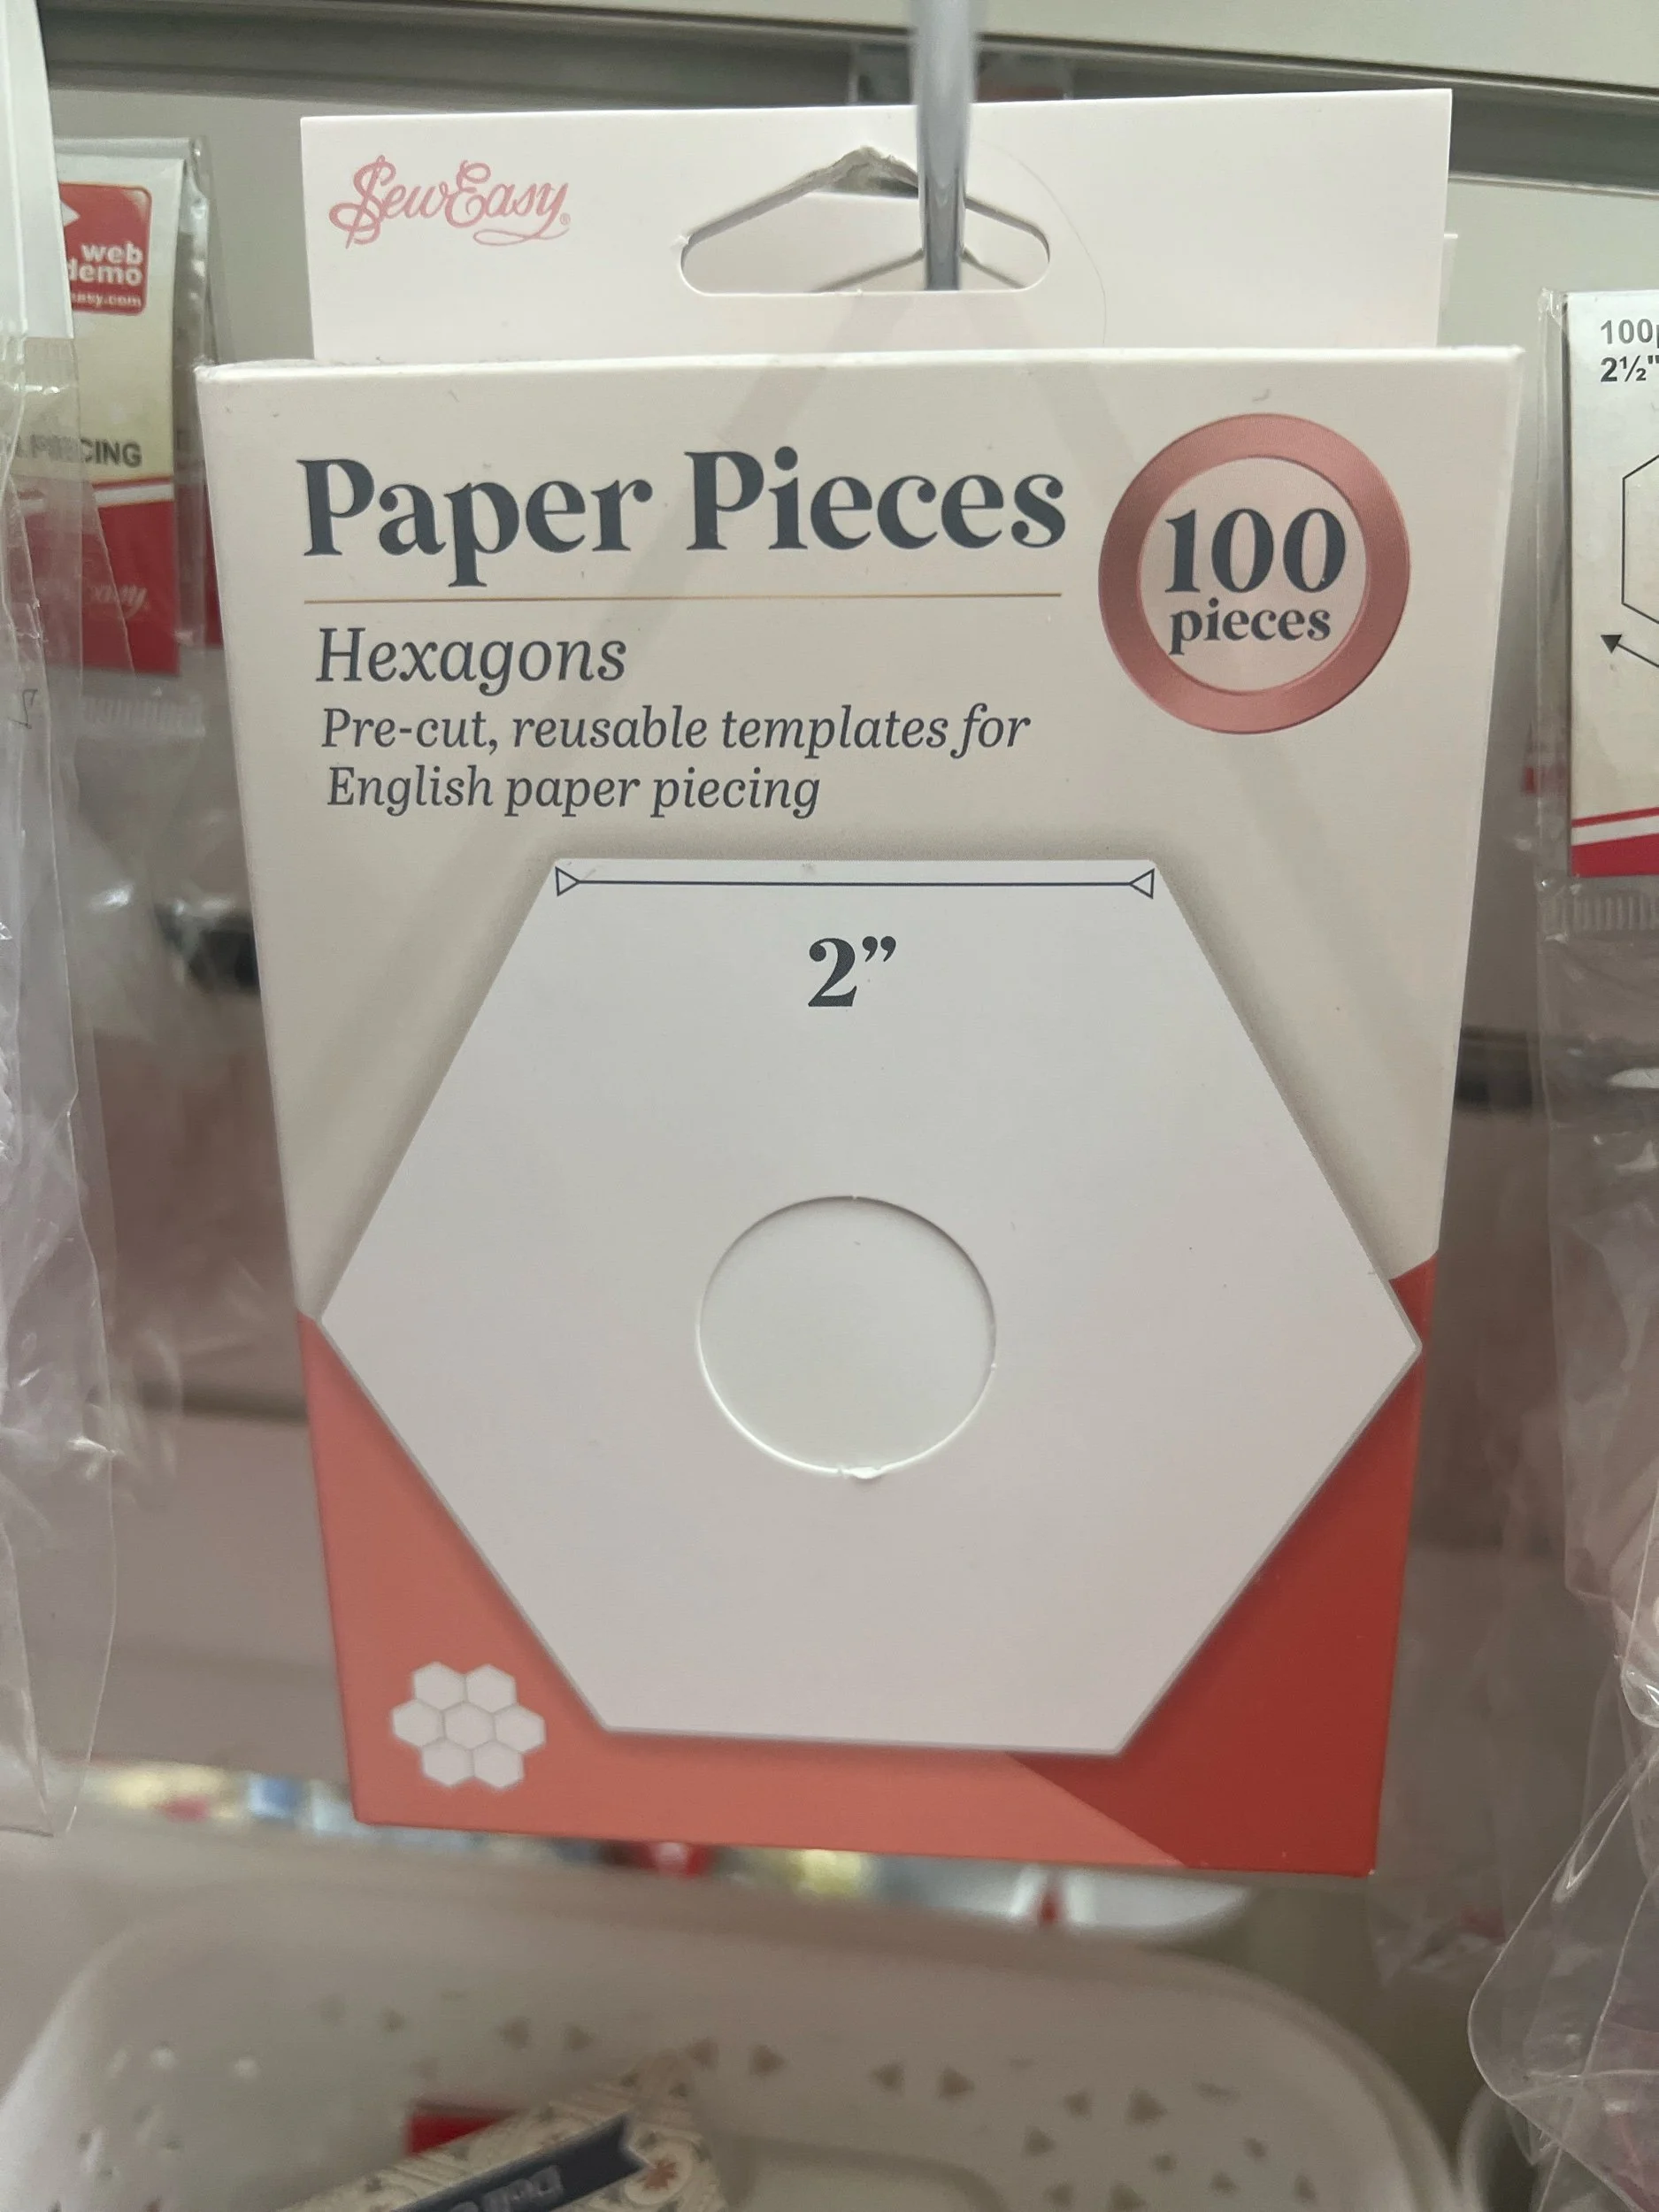 SewEasy®
web
demo
PIECING
Paper Pieces
100
pieces
Hexagons
Pre-cut, reusable templates for
English paper piecing
2”
100
2½"